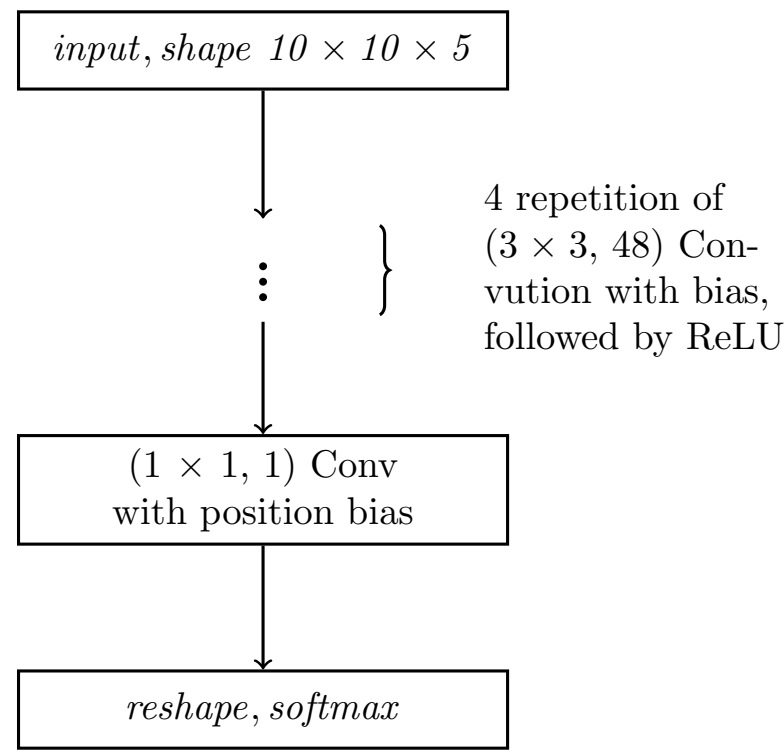 input, shape 10 × 10 × 5
4 repetition of
(3 × 3, 48) Con-
vution with bias,
followed by ReLU
(1 × 1, 1) Conv
with position bias
reshape, softmax